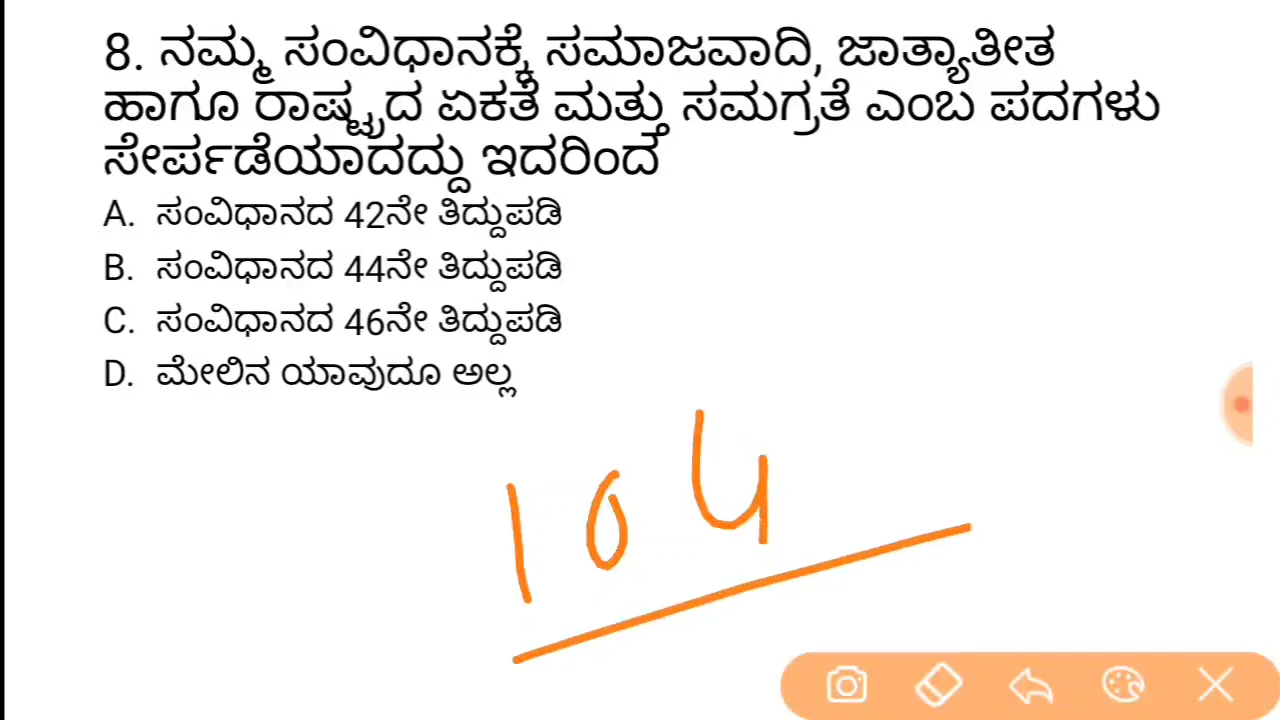 8. ನಮ್ಮ ಸಂವಿಧಾನಕ್ಕೆ ಸಮಾಜವಾದಿ, ಜಾತ್ಯಾತೀತ
ಹಾಗೂ ರಾಷ್ಟ್ರದ ಏಕತೆ ಮತ್ತು ಸಮಗ್ರತೆ ಎಂಬ ಪದಗಳು
ಸೇರ್ಪಡೆಯಾದದ್ದು ಇದರಿಂದ
A. ಸಂವಿಧಾನದ 42ನೇ ತಿದ್ದುಪಡಿ
B. ಸಂವಿಧಾನದ 44ನೇ ತಿದ್ದುಪಡಿ
C. ಸಂವಿಧಾನದ 46ನೇ ತಿದ್ದುಪಡಿ
D. ಮೇಲಿನ ಯಾವುದೂ ಅಲ್ಲ
104